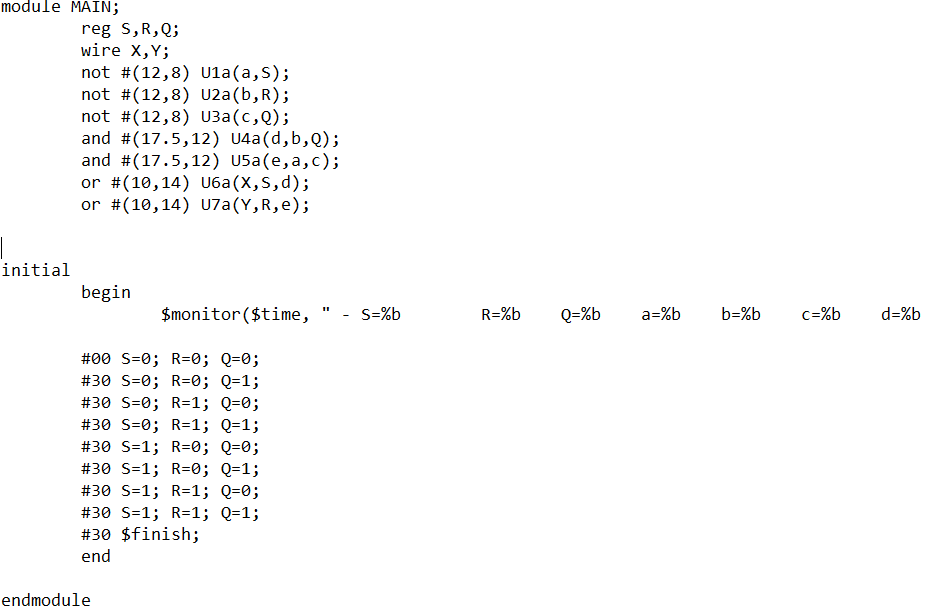 module MAIN;
reg S,R,Q;
wire X,Y;
not #(12,8) U1a(a,S);
not #(12,8) U2a(b,R);
not #(12,8) U3a(c,Q);
and #(17.5,12) U4a(d,b,Q);
and #(17.5,12) U5a(e,a,c);
or #(10,14) U6a(X,S,d);
or #(10,14) U7a(Y,R,e);
initial
begin
$monitor($time, " - S=%b R=%b Q=%b a=%b b=%b c=%b d=%b
#00 S=0; R=0; Q=0;
#30 S=0; R=0; Q=1;
#30 S=0; R=1; Q=0;
#30 S=0; R=1; Q=1;
#30 S=1; R=0; Q=0;
#30 S=1; R=0; Q=1;
#30 S=1; R=1; Q=0;
#30 S=1; R=1; Q=1;
#30 $finish;
end
endmodule